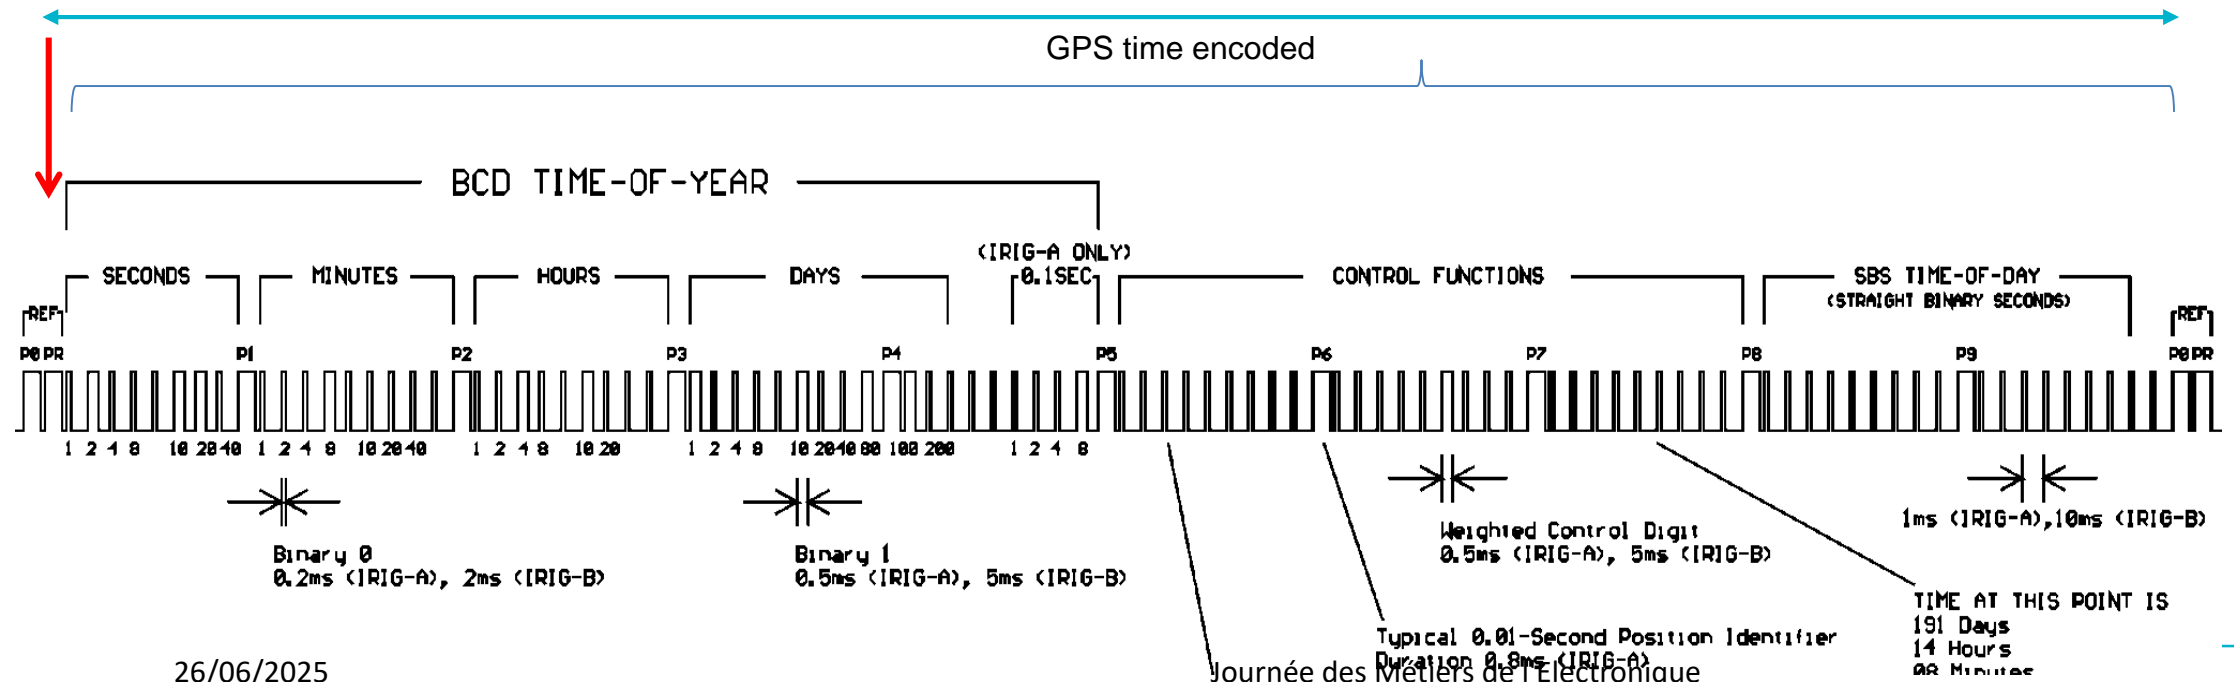 GPS time encoded
BCD TIME-OF-YEAR
(IRIG-A ONLY)
SECONDS MINUTES HOURS DAYS 0.1SEC CONTROL FUNCTIONS SBS TIME-OF-DAY
(STRAIGHT BINARY SECONDS)
REF REF
P0 PR P1 P2 P3 P4 P5 P6 P7 P8 P9 P0 PR
1 2 4 8 10 20 40 1 2 4 8 10 20 40 1 2 4 8 10 20 1 2 4 8 10 20 40 80 100 200 1 2 4 8
Binary 0
0.2ms (IRIG-A), 2ms (IRIG-B)
Binary 1
0.5ms (IRIG-A), 5ms (IRIG-B)
Weighted Control Digit
0.5ms (IRIG-A), 5ms (IRIG-B)
1ms (IRIG-A),10ms (IRIG-B)
Typical 0.01-Second Position Identifier
Duration 0.8ms (IRIG-A)
TIME AT THIS POINT IS
191 Days
14 Hours
08 Minutes
26/06/2025
Journée des Métiers de l'Electronique